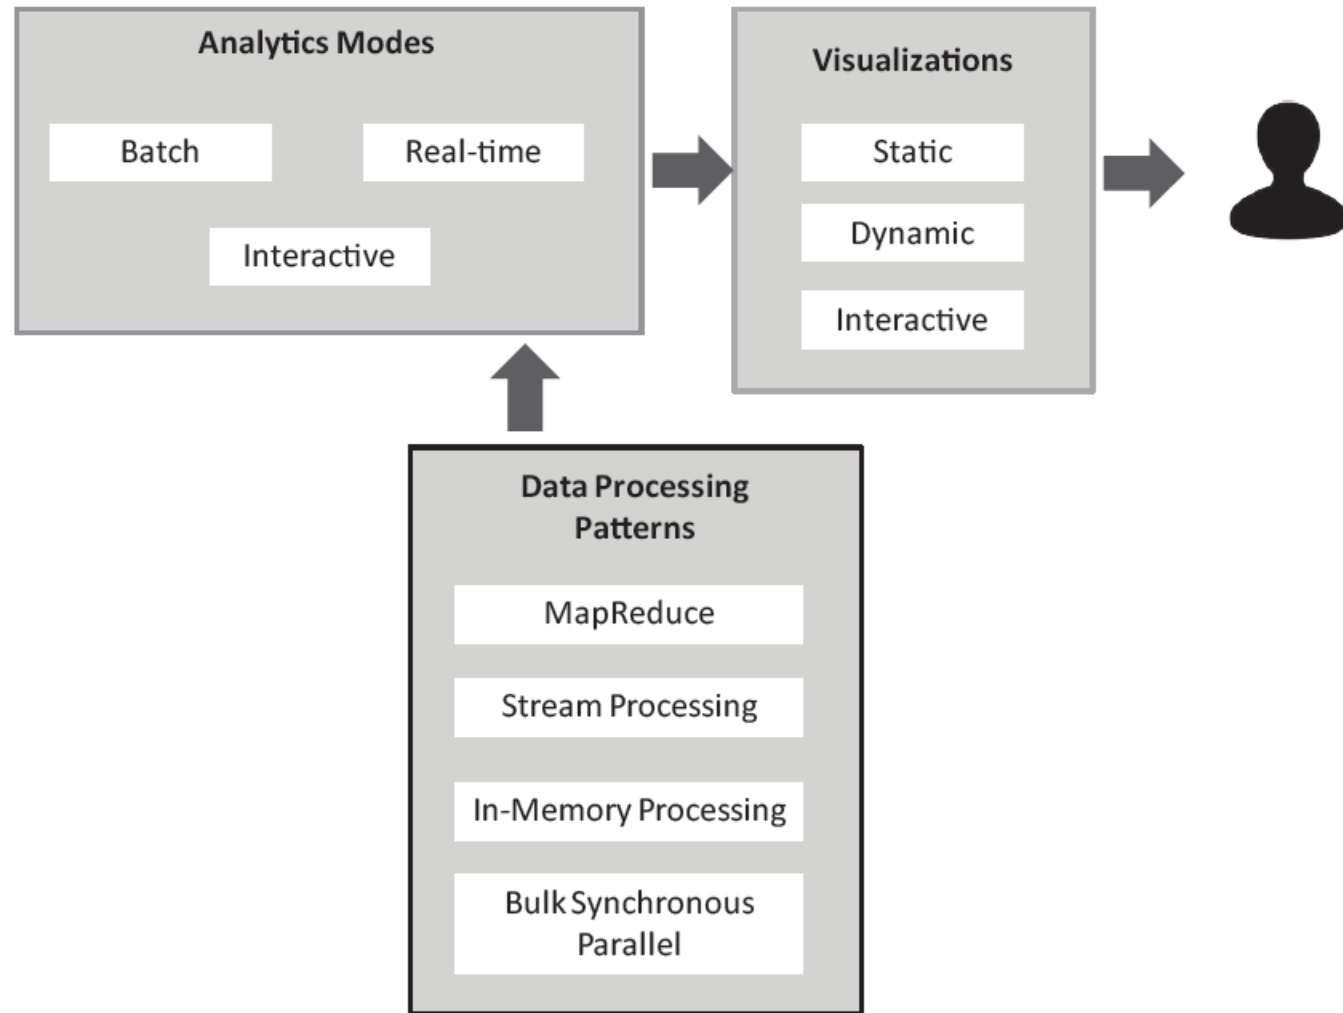 Analytics Modes
Batch
Real-time
Interactive
Visualizations
Static
Dynamic
Interactive
Data Processing
Patterns
MapReduce
Stream Processing
In-Memory Processing
Bulk Synchronous
Parallel